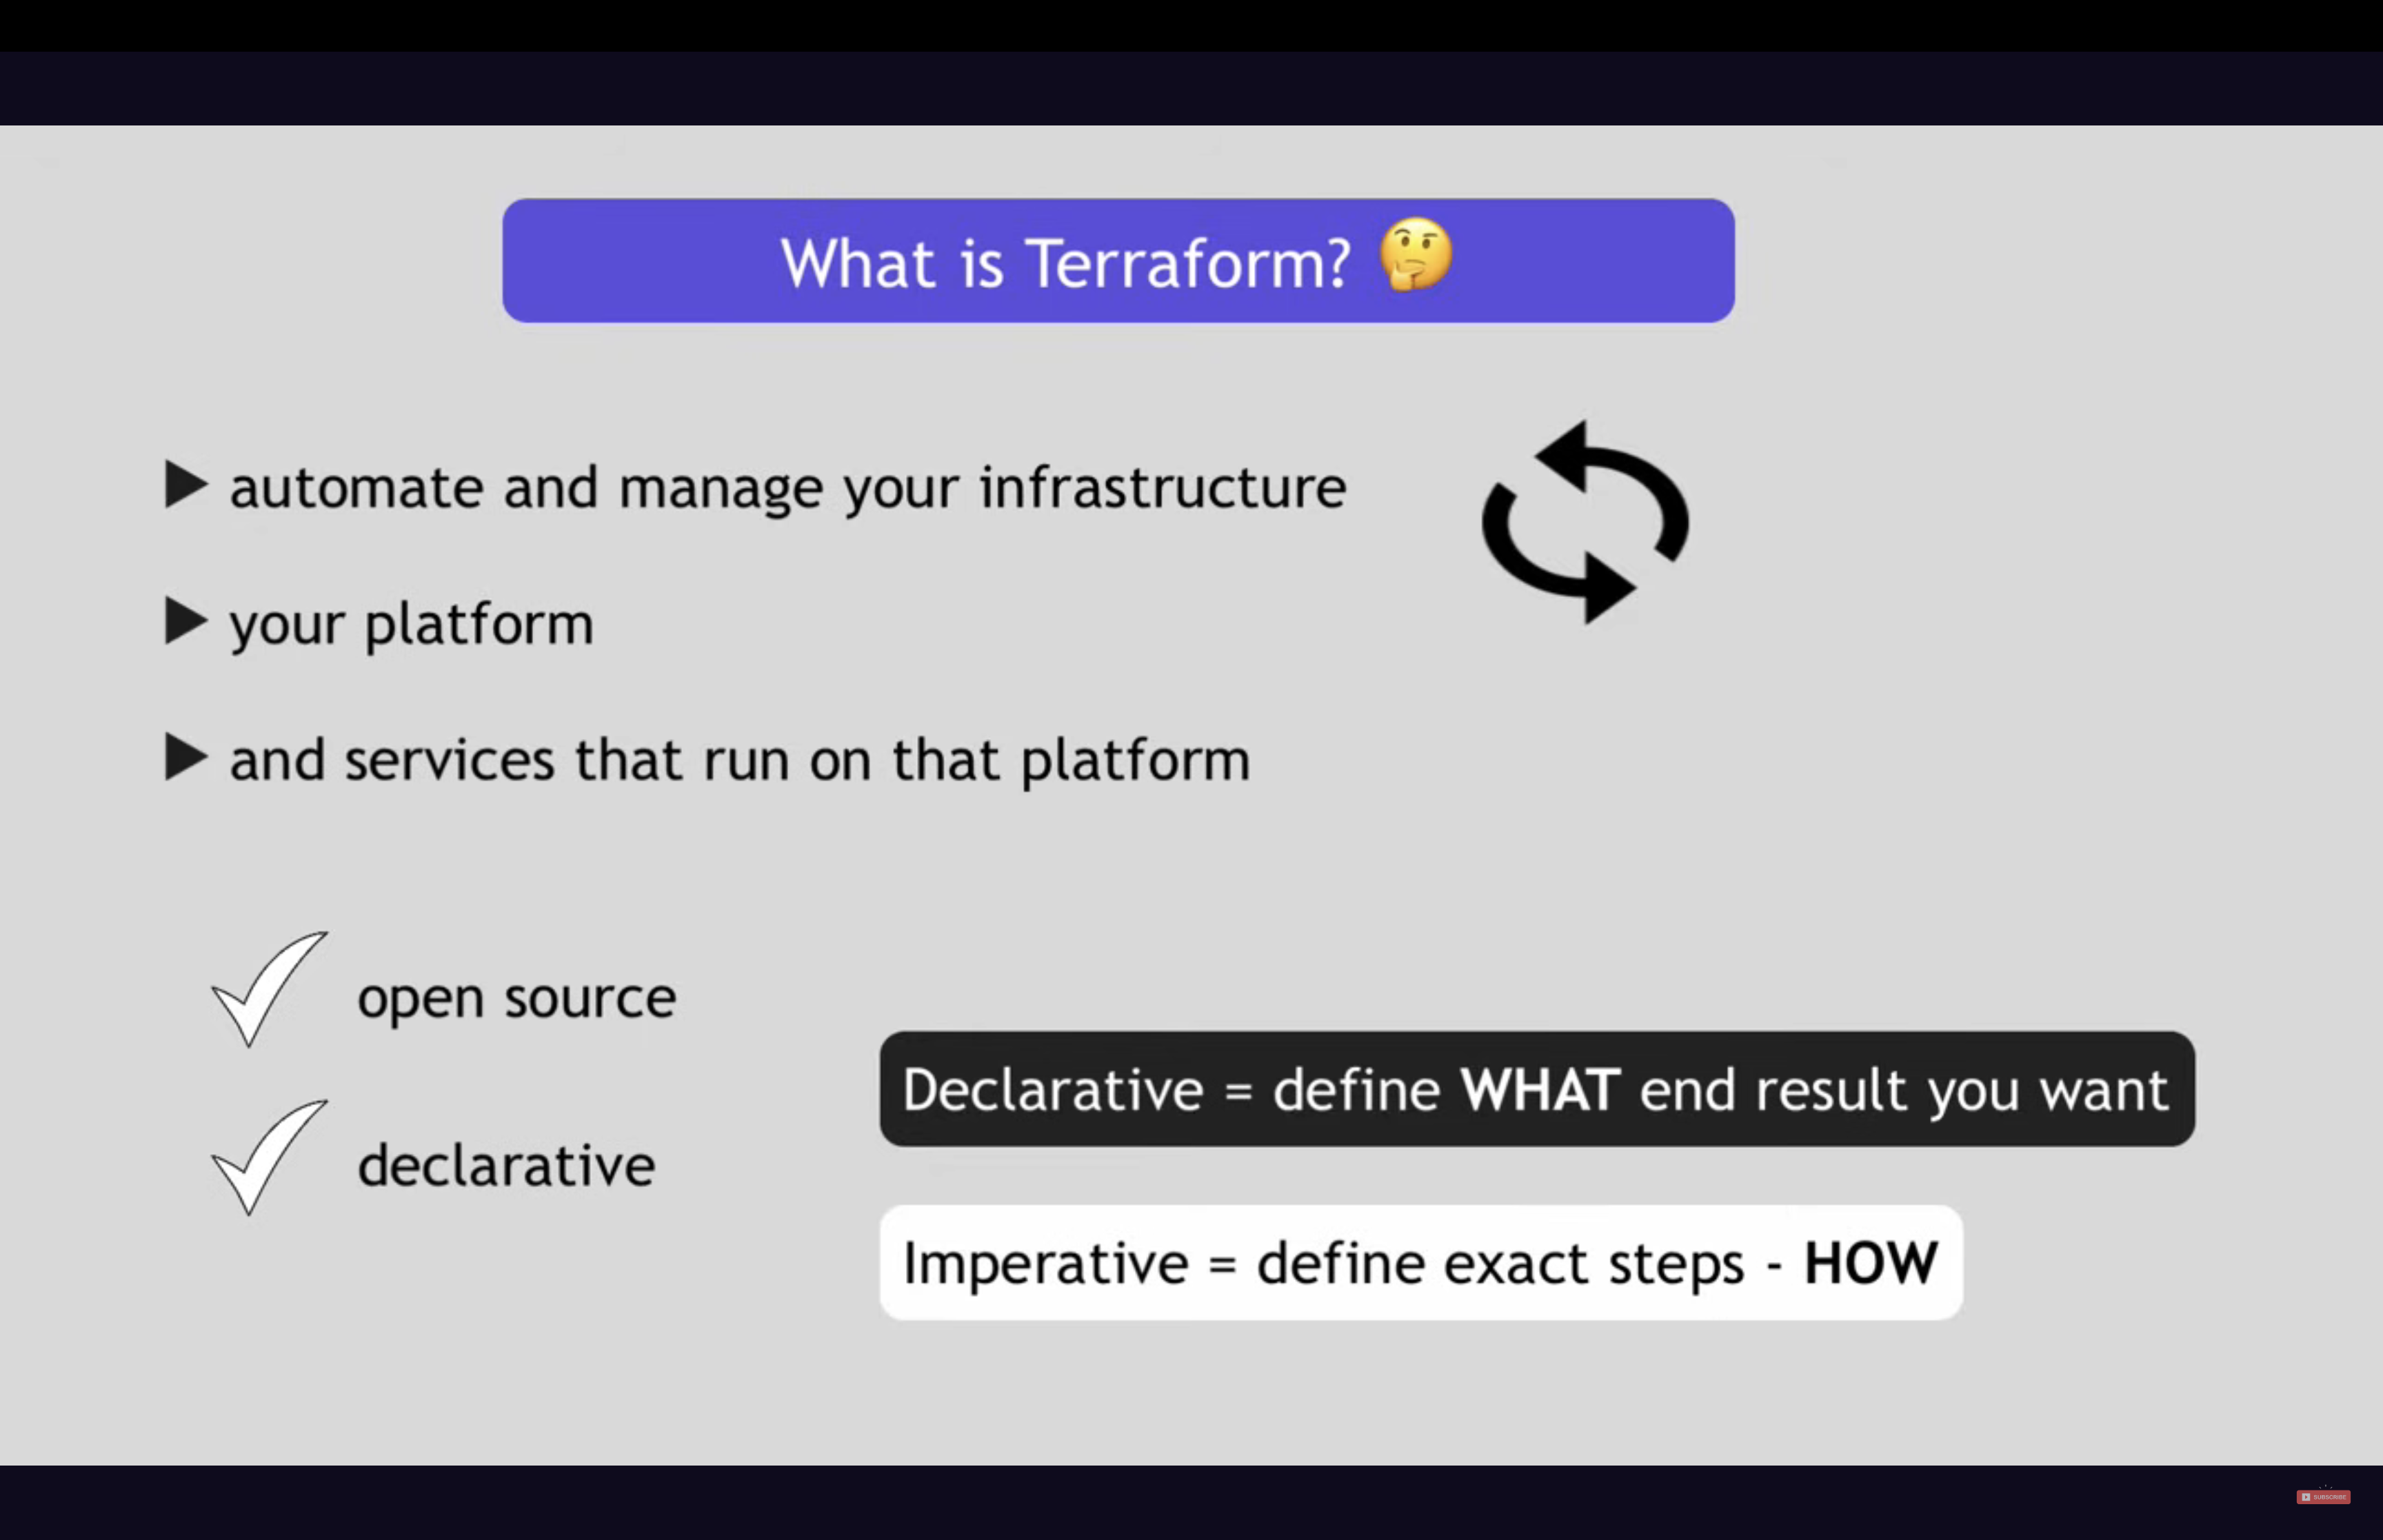 What is Terraform? 🤔
automate and manage your infrastructure
your platform
and services that run on that platform
open source
declarative
Declarative = define WHAT end result you want
Imperative = define exact steps - HOW
SUBSCRIBE